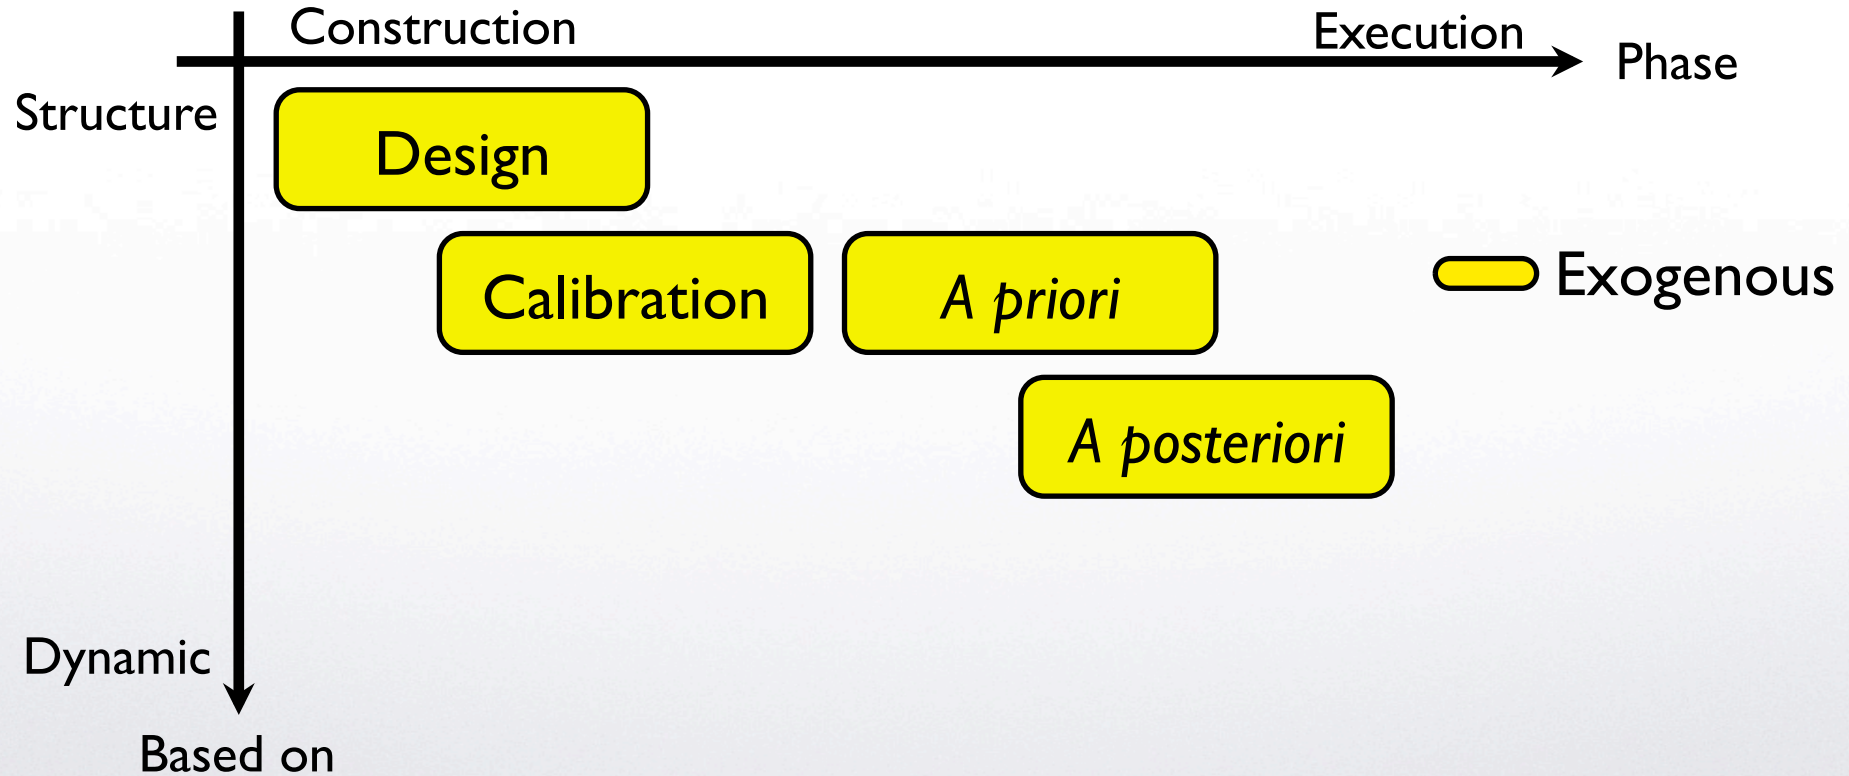 Construction
Execution
Phase
Structure
Design
Calibration
A priori
Exogenous
A posteriori
Dynamic
Based on